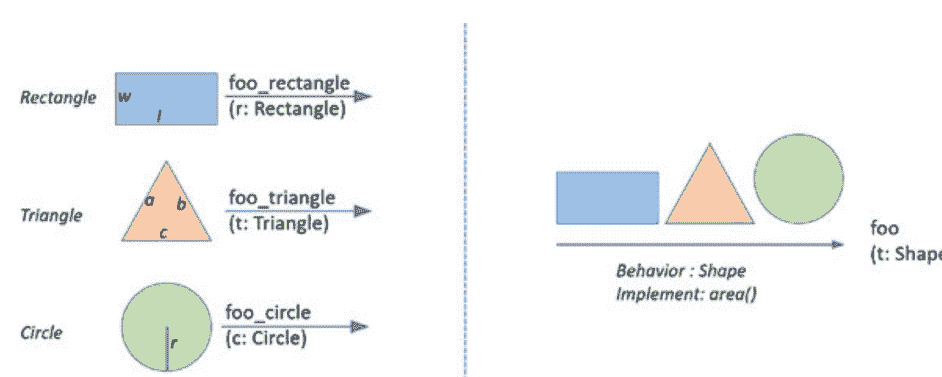 Rectangle
w
l
foo_rectangle
(r: Rectangle)
Triangle
a
b
c
foo_triangle
(t: Triangle)
Circle
r
foo_circle
(c: Circle)
foo
(t: Shape
Behavior : Shape
Implement: area()